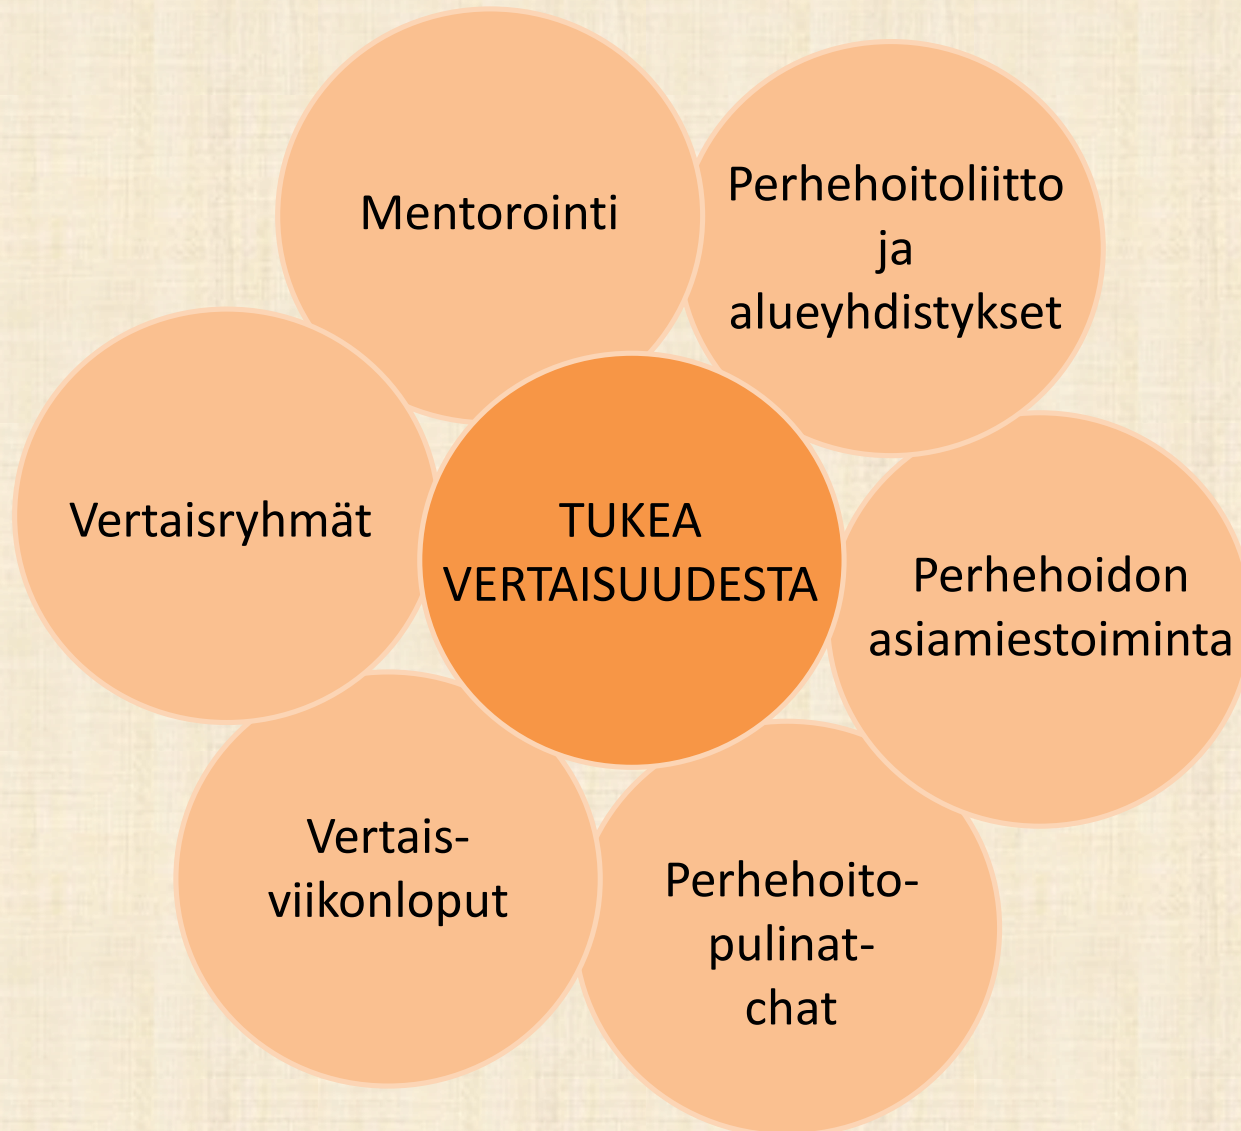 Mentorointi
Perhehoitoliitto
ja
alueyhdistykset
Vertaisryhmät
TUKEA
VERTAISUUDESTA
Perhehoidon
asiamiestoiminta
Vertais-
viikonloput
Perhehoito-
pulinat-
chat